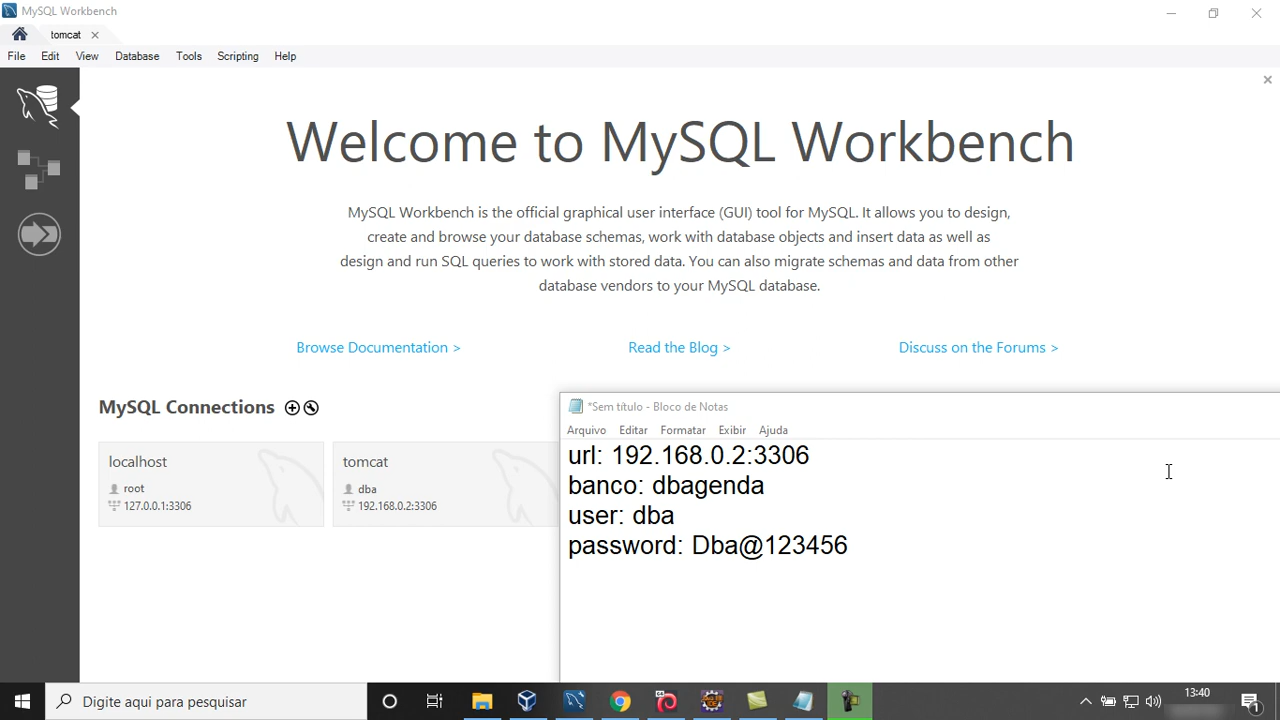 MySQL Workbench
tomcat
File Edit View Database Tools Scripting Help
Welcome to MySQL Workbench
MySQL Workbench is the official graphical user interface (GUI) tool for MySQL. It allows you to design,
create and browse your database schemas, work with database objects and insert data as well as
design and run SQL queries to work with stored data. You can also migrate schemas and data from other
database vendors to your MySQL database.
Browse Documentation > Read the Blog > Discuss on the Forums >
MySQL Connections
localhost
root
127.0.0.1:3306
tomcat
dba
192.168.0.2:3306
*Sem título - Bloco de Notas
Arquivo Editar Formatar Exibir Ajuda
url: 192.168.0.2:3306
banco: dbagenda
user: dba
password: Dba@123456
Digite aqui para pesquisar
13:40
1